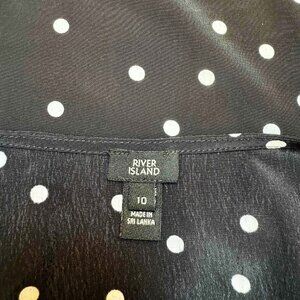 RIVER
ISLAND
10
MADE IN
SRI LANKA